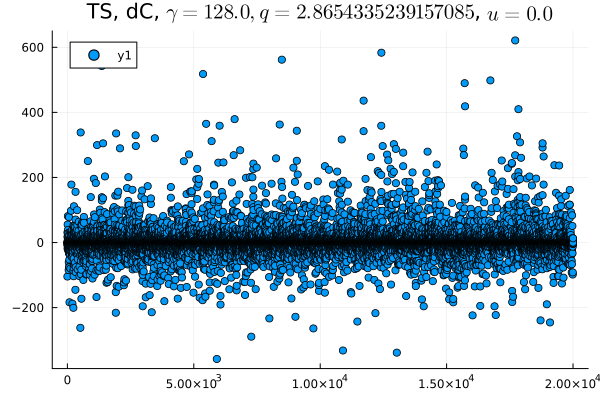 TS, dC, γ = 128.0, q = 2.8654335239157085, u = 0.0
y1
600
400
200
0
−200
0 5.00×10³ 1.00×10⁴ 1.50×10⁴ 2.00×10⁴